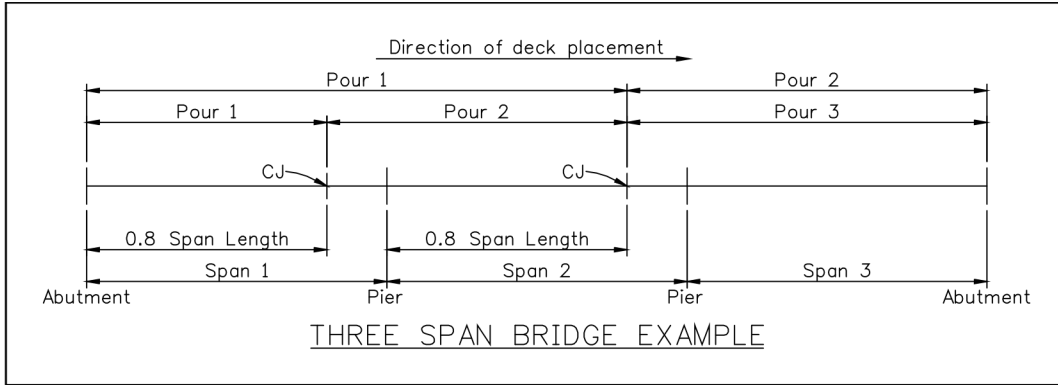 Direction of deck placement
Pour 1 Pour 2
Pour 1 Pour 2 Pour 3
CJ CJ
0.8 Span Length 0.8 Span Length
Span 1 Span 2 Span 3
Abutment Pier Pier Abutment
THREE SPAN BRIDGE EXAMPLE